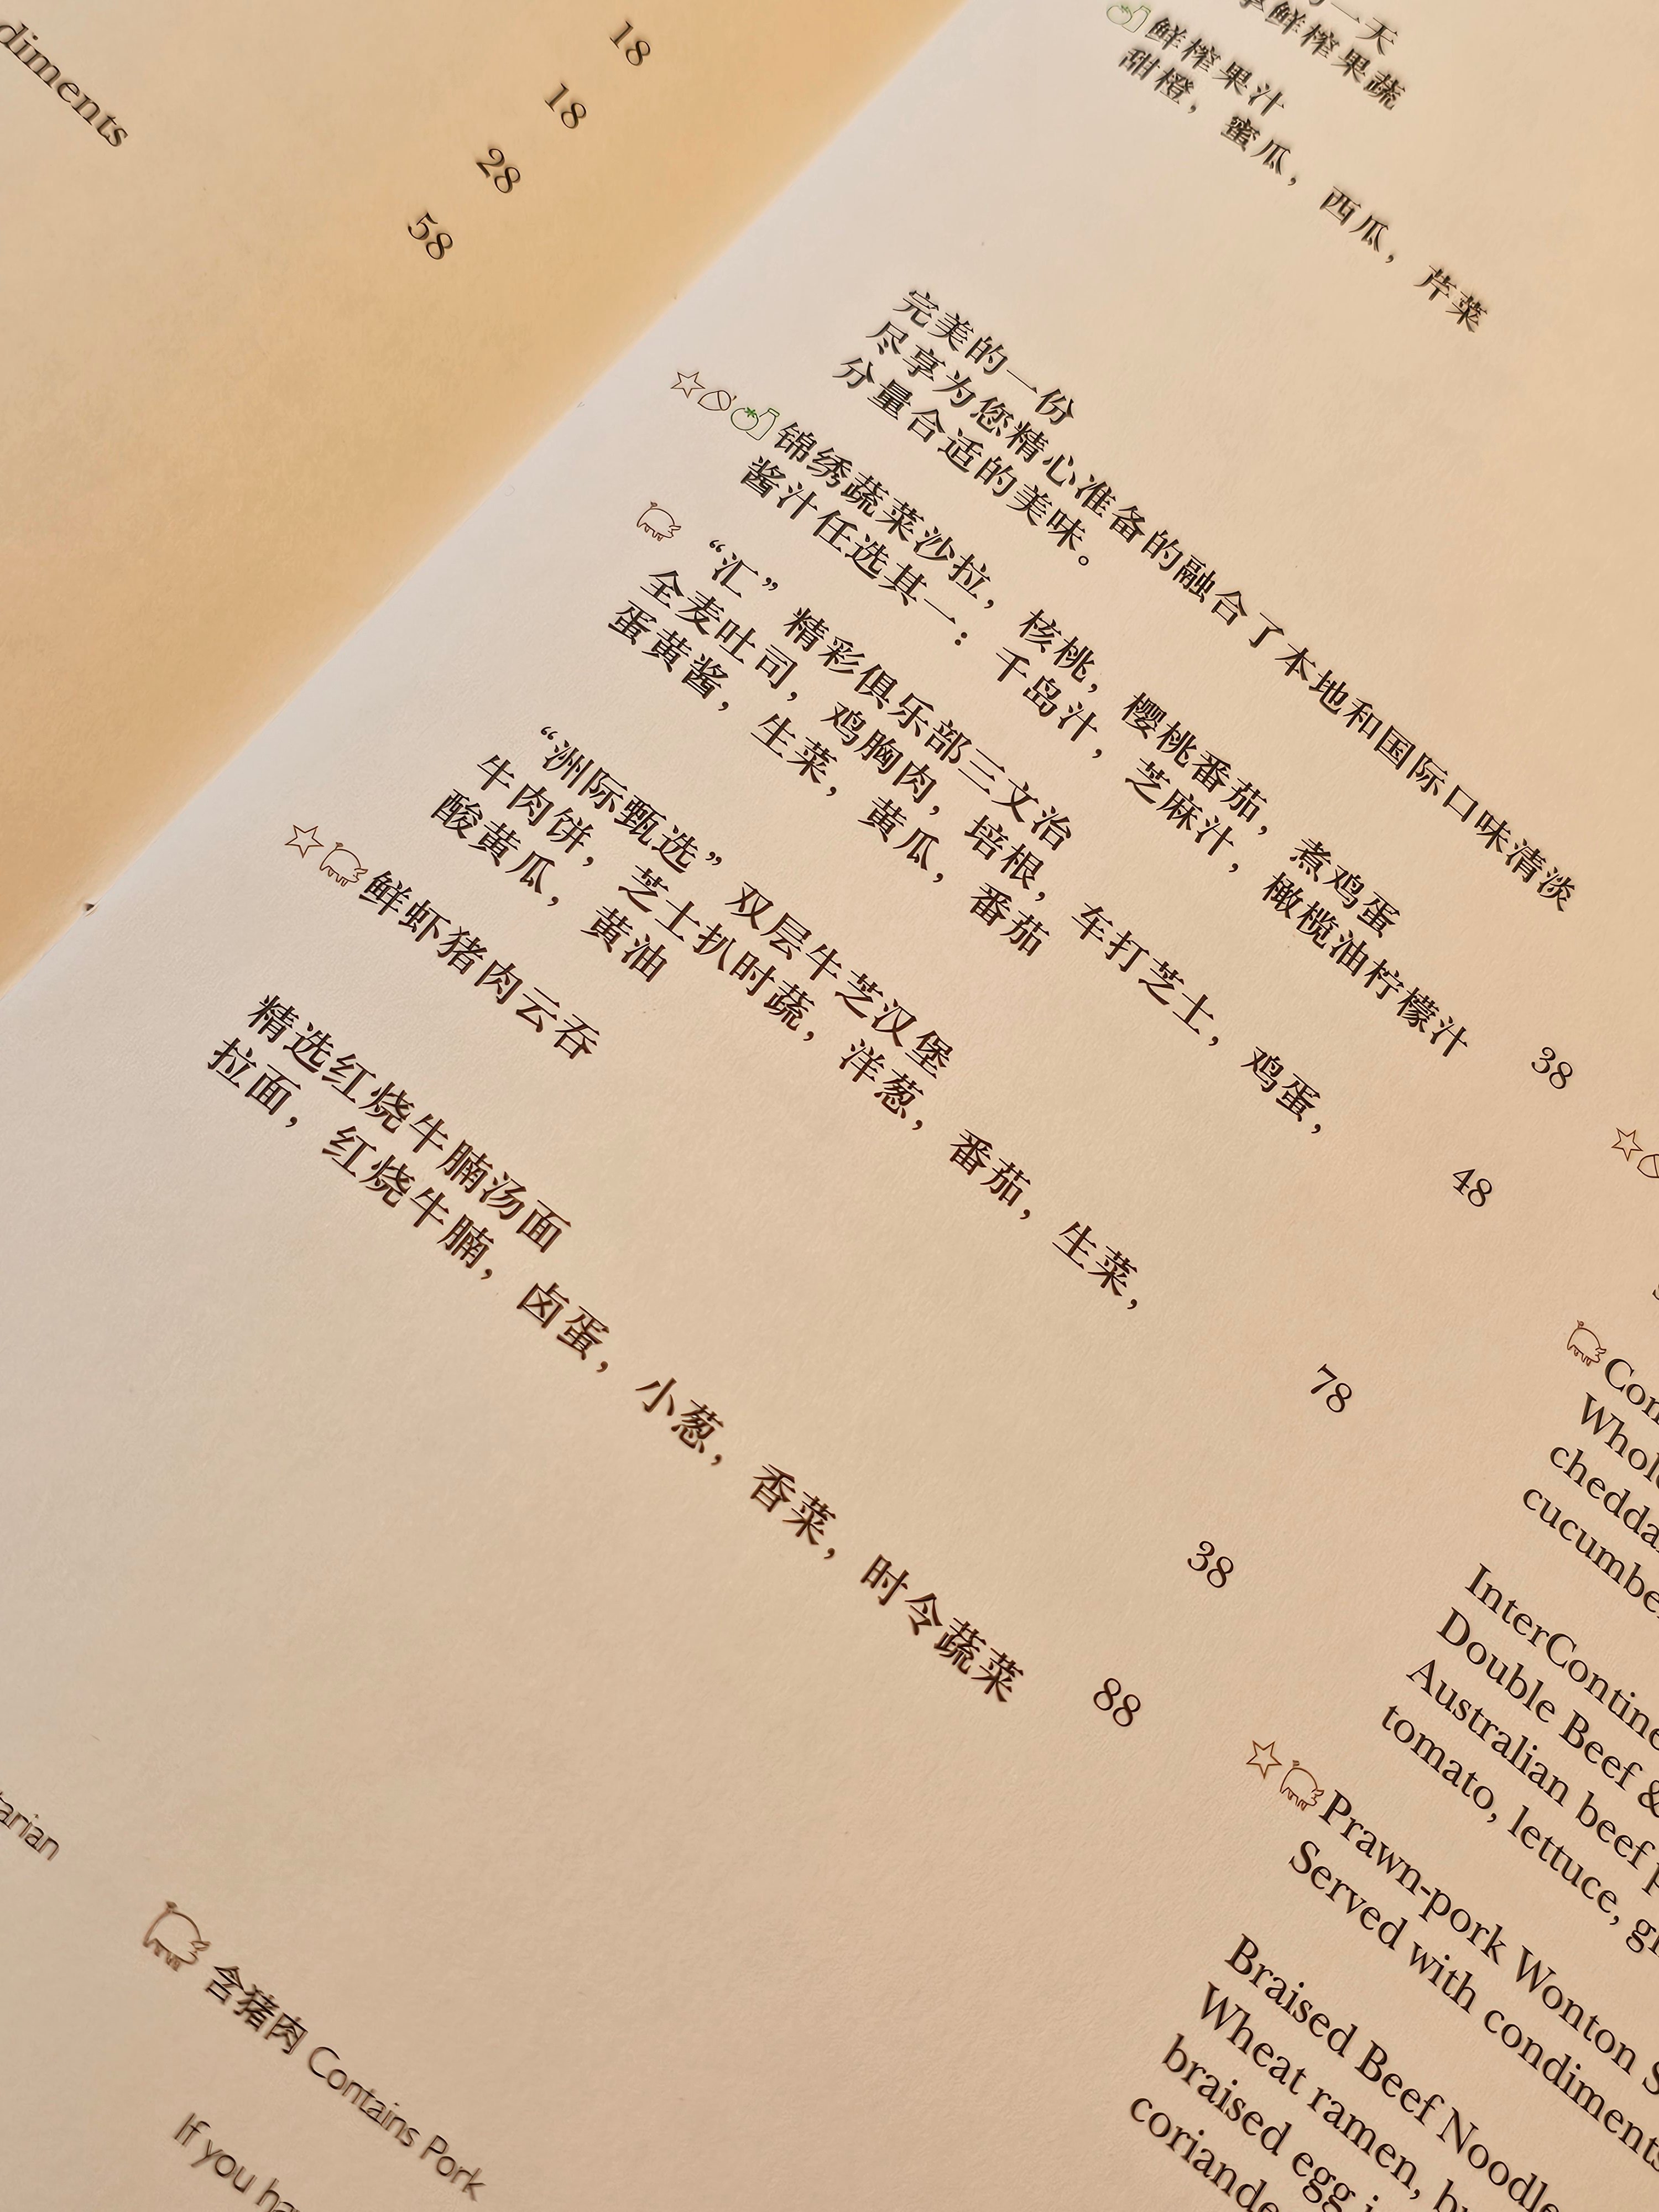 diments
18
18
28
58
一天
享鲜榨果蔬
鲜榨果汁
甜橙，蜜瓜，西瓜，芹菜
完美的一份
尽享为您精心准备的融合了本地和国际口味清淡
分量合适的美味。
锦绣蔬菜沙拉，核桃，樱桃番茄，煮鸡蛋
酱汁任选其一：千岛汁，芝麻汁，橄榄油柠檬汁 38
“汇”精彩俱乐部三文治
全麦吐司，鸡胸肉，培根，车打芝士，鸡蛋，
蛋黄酱，生菜，黄瓜，番茄 48
“洲际甄选”双层牛芝汉堡
牛肉饼，芝士扒时蔬，洋葱，番茄，生菜，
酸黄瓜，黄油 78
鲜虾猪肉云吞 38
精选红烧牛腩汤面
拉面，红烧牛腩，卤蛋，小葱，香菜，时令蔬菜 88
tarian
含猪肉 Contains Pork
If you ha
Con
Whol
chedda
cucumbe
InterContine
Double Beef &
Australian beef p
tomato, lettuce, g
Prawn-pork Wonton S
Served with condiments
Braised Beef Noodle
Wheat ramen, b
braised egg
coriande